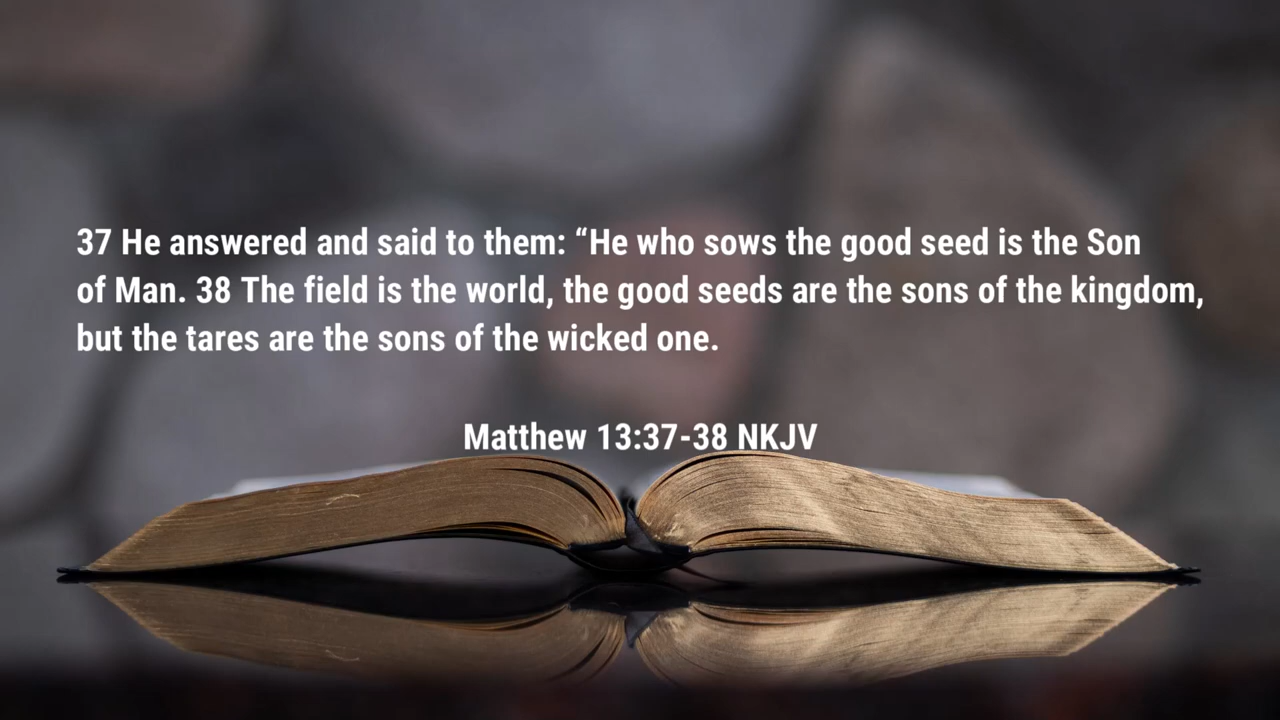 37 He answered and said to them: “He who sows the good seed is the Son
of Man. 38 The field is the world, the good seeds are the sons of the kingdom,
but the tares are the sons of the wicked one.
Matthew 13:37-38 NKJV